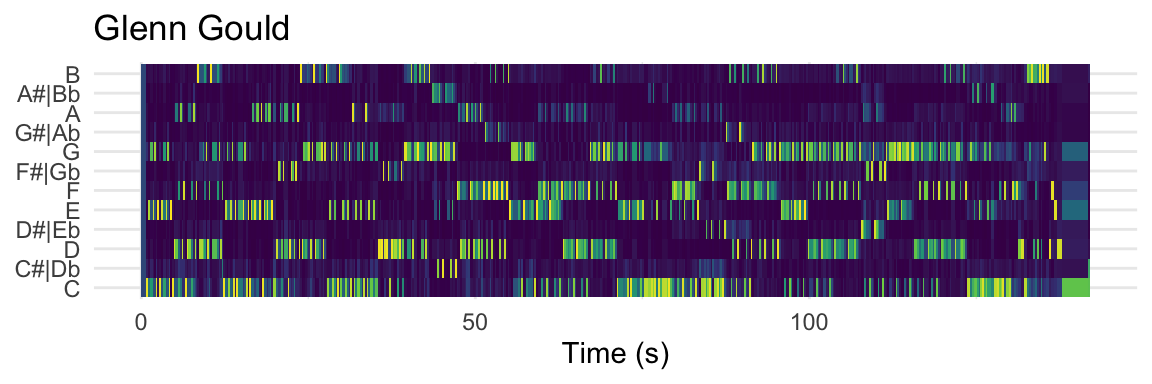 Glenn Gould
B
A#|Bb
A
G#|Ab
G
F#|Gb
F
E
D#|Eb
D
C#|Db
C
0 50 100
Time (s)